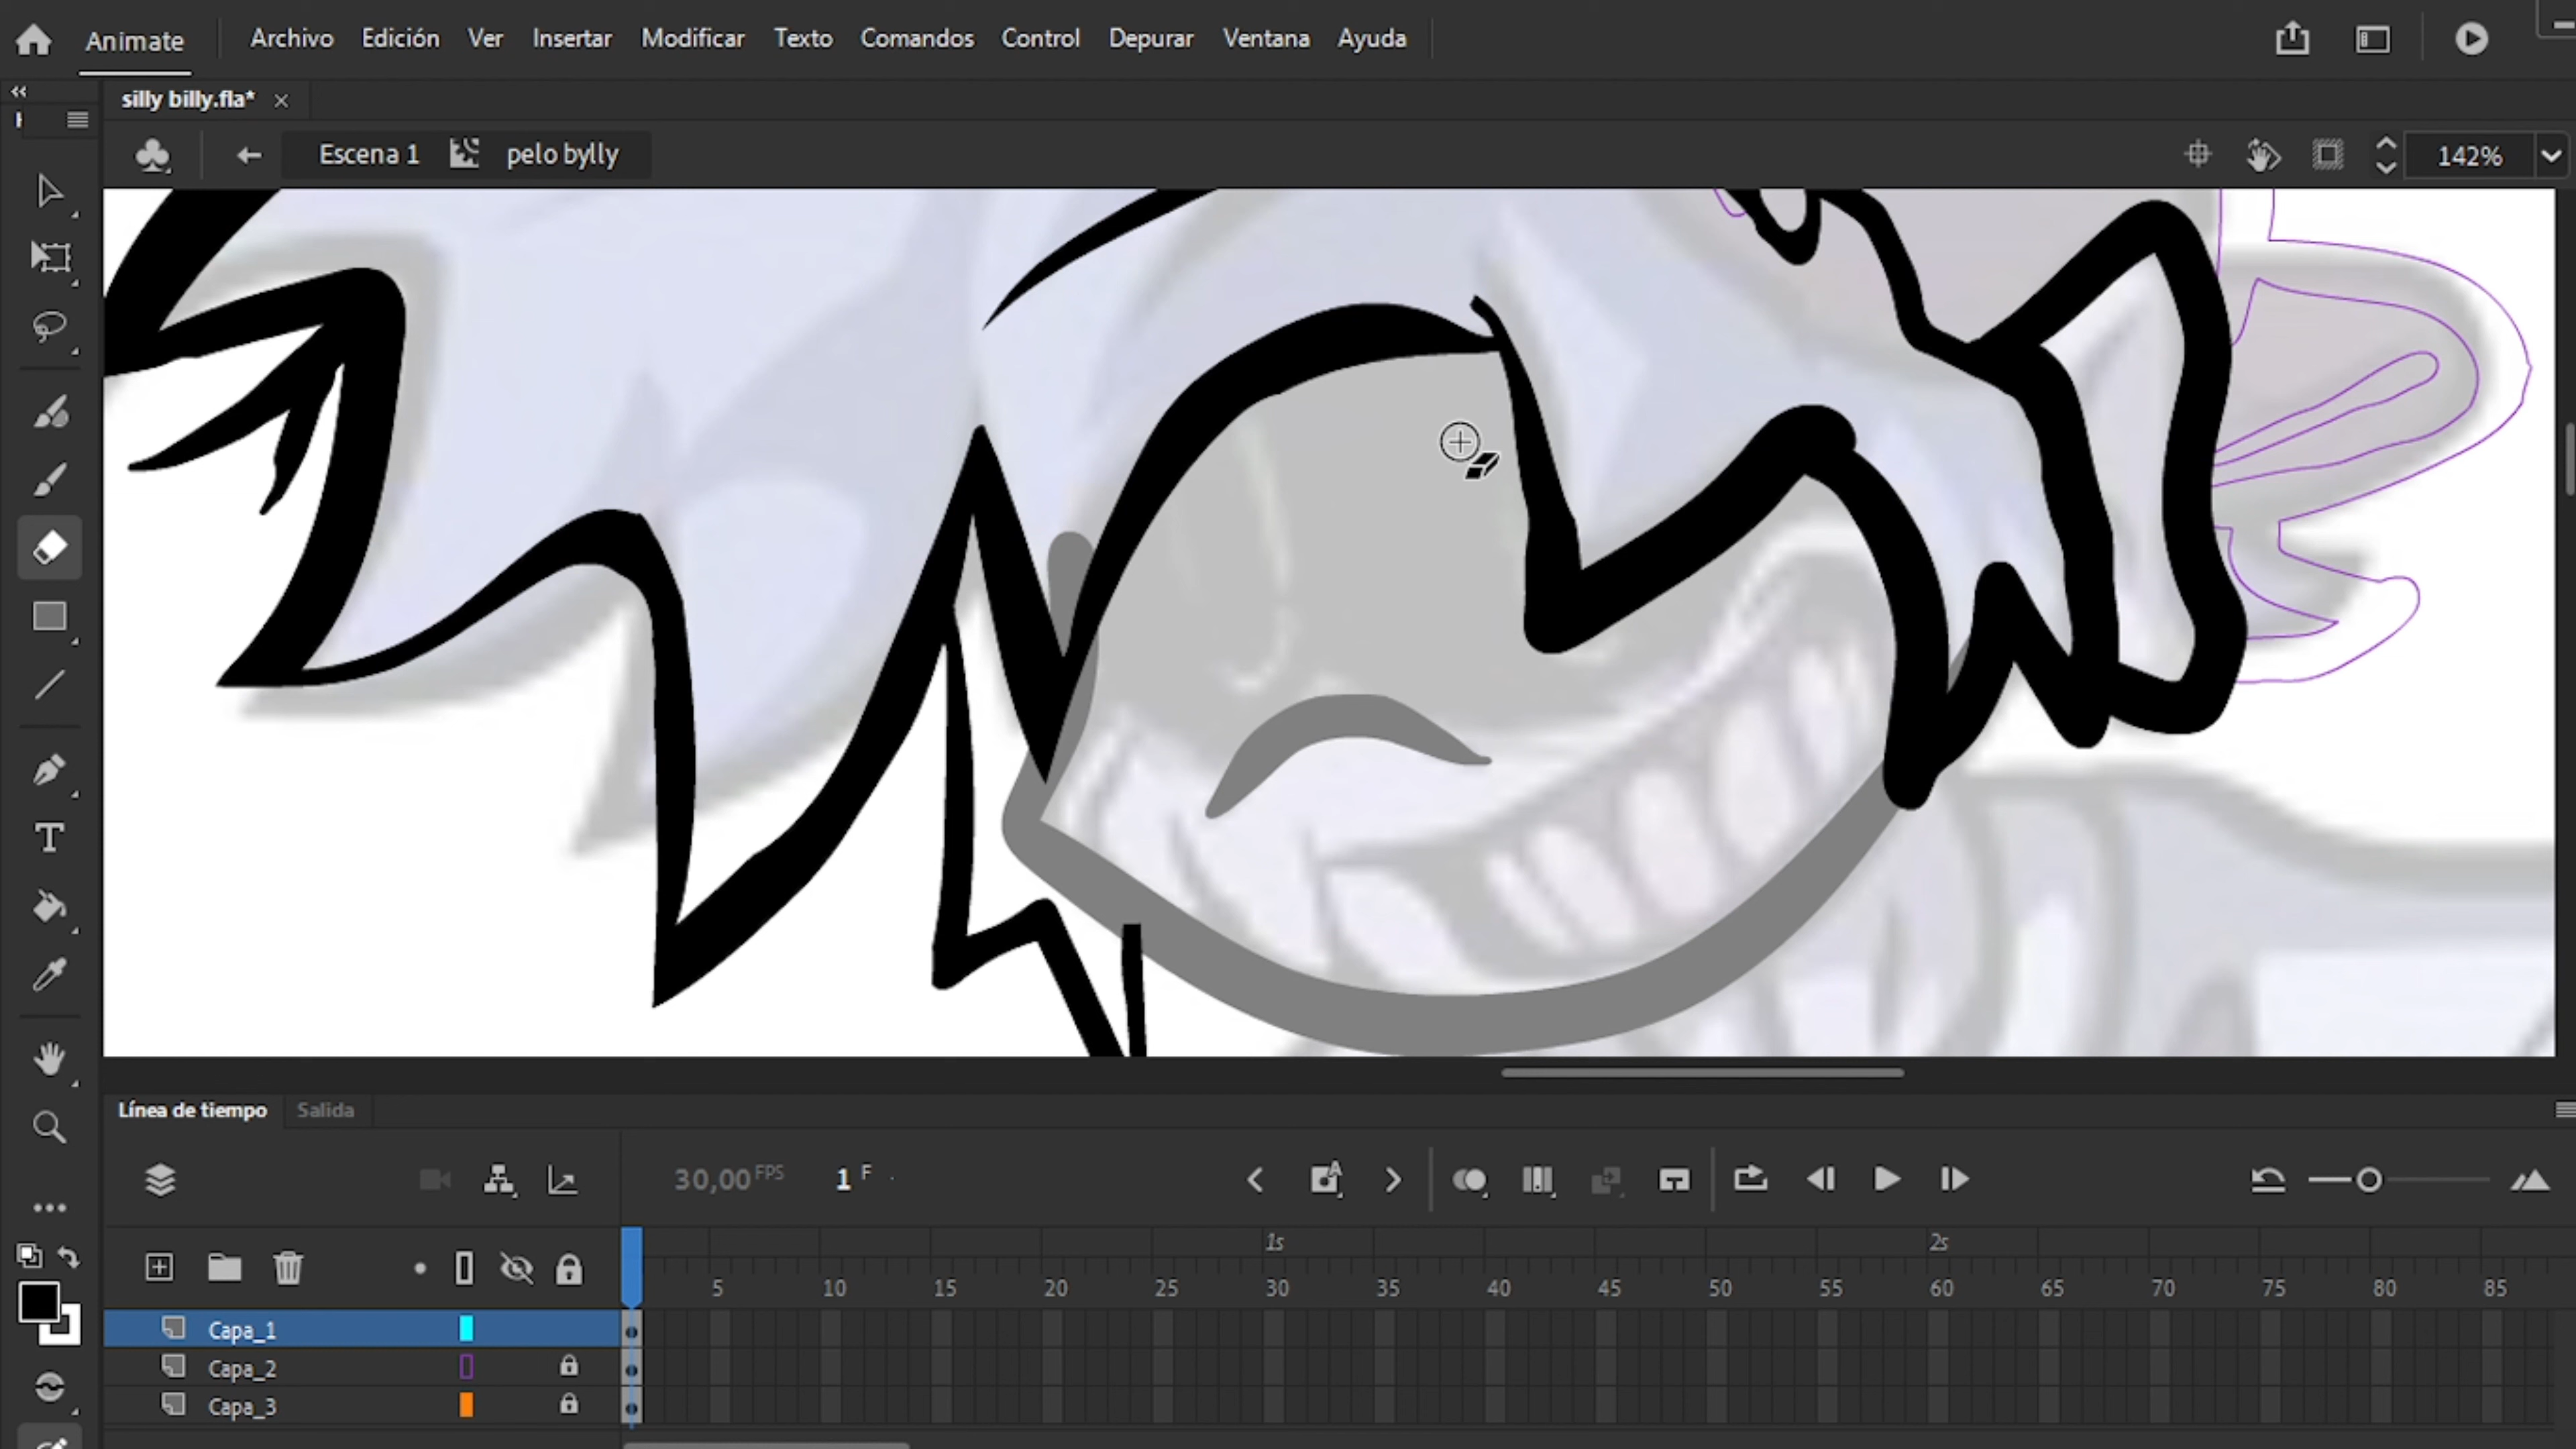 Animate Archivo Edición Ver Insertar Modificar Texto Comandos Control Depurar Ventana Ayuda
silly billy.fla*
Escena 1 pelo bylly 142%
Línea de tiempo Salida
30,00 FPS 1 F
1s 2s
5 10 15 20 25 30 35 40 45 50 55 60 65 70 75 80 85
Capa_1
Capa_2
Capa_3